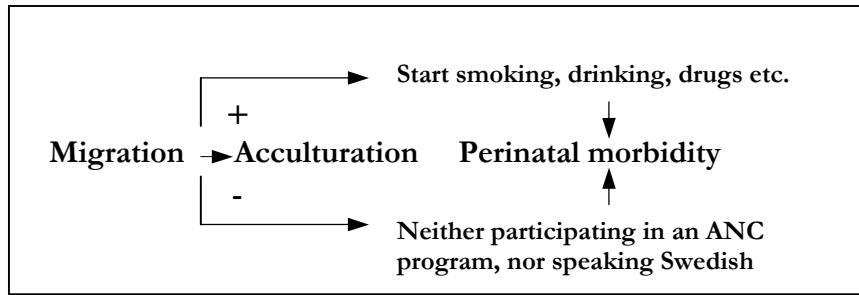 Start smoking, drinking, drugs etc.
+
Migration Acculturation Perinatal morbidity
-
Neither participating in an ANC
program, nor speaking Swedish